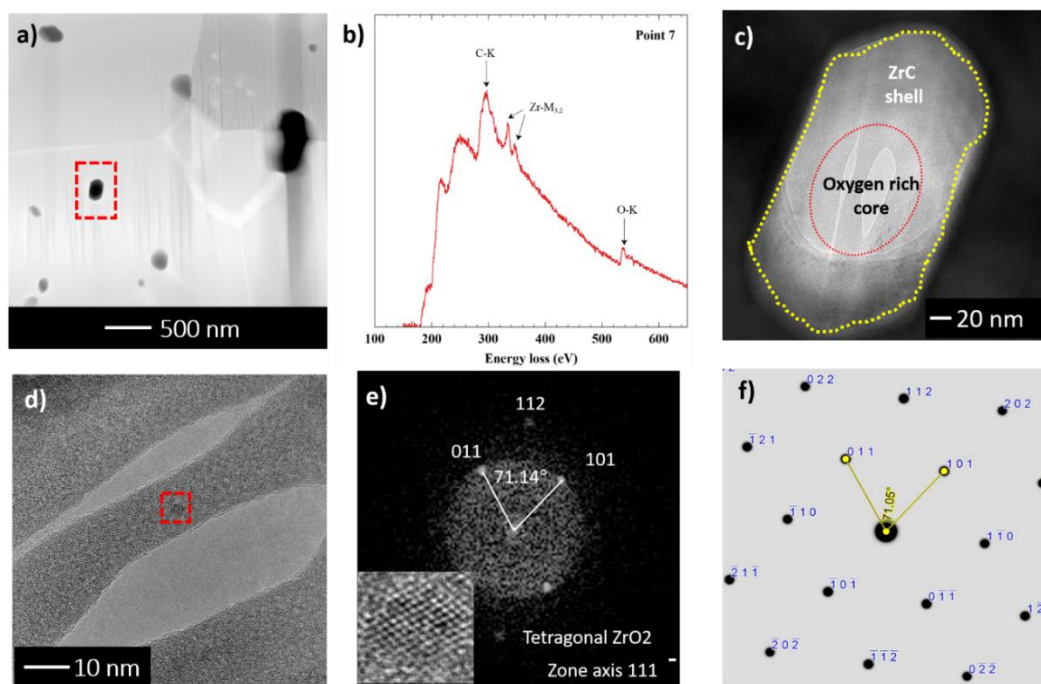 a)
500 nm
b)
Point 7
C-K
Zr-M3,2
O-K
100 200 300 400 500 600
Energy loss (eV)
c)
ZrC
shell
Oxygen rich
core
20 nm
d)
10 nm
e)
112
011
101
71.14°
Tetragonal ZrO2
Zone axis 111
f)
0 2 2
1 1 2
2 0 2
1̄ 2 1
0 1 1
1 0 1
71.05°
1̄ 1 0
1 1̄ 0
2̄ 1 1̄
1̄ 0 1̄
0 1̄ 1̄
2̄ 0 2̄
1̄ 1̄ 2̄
0 2̄ 2̄